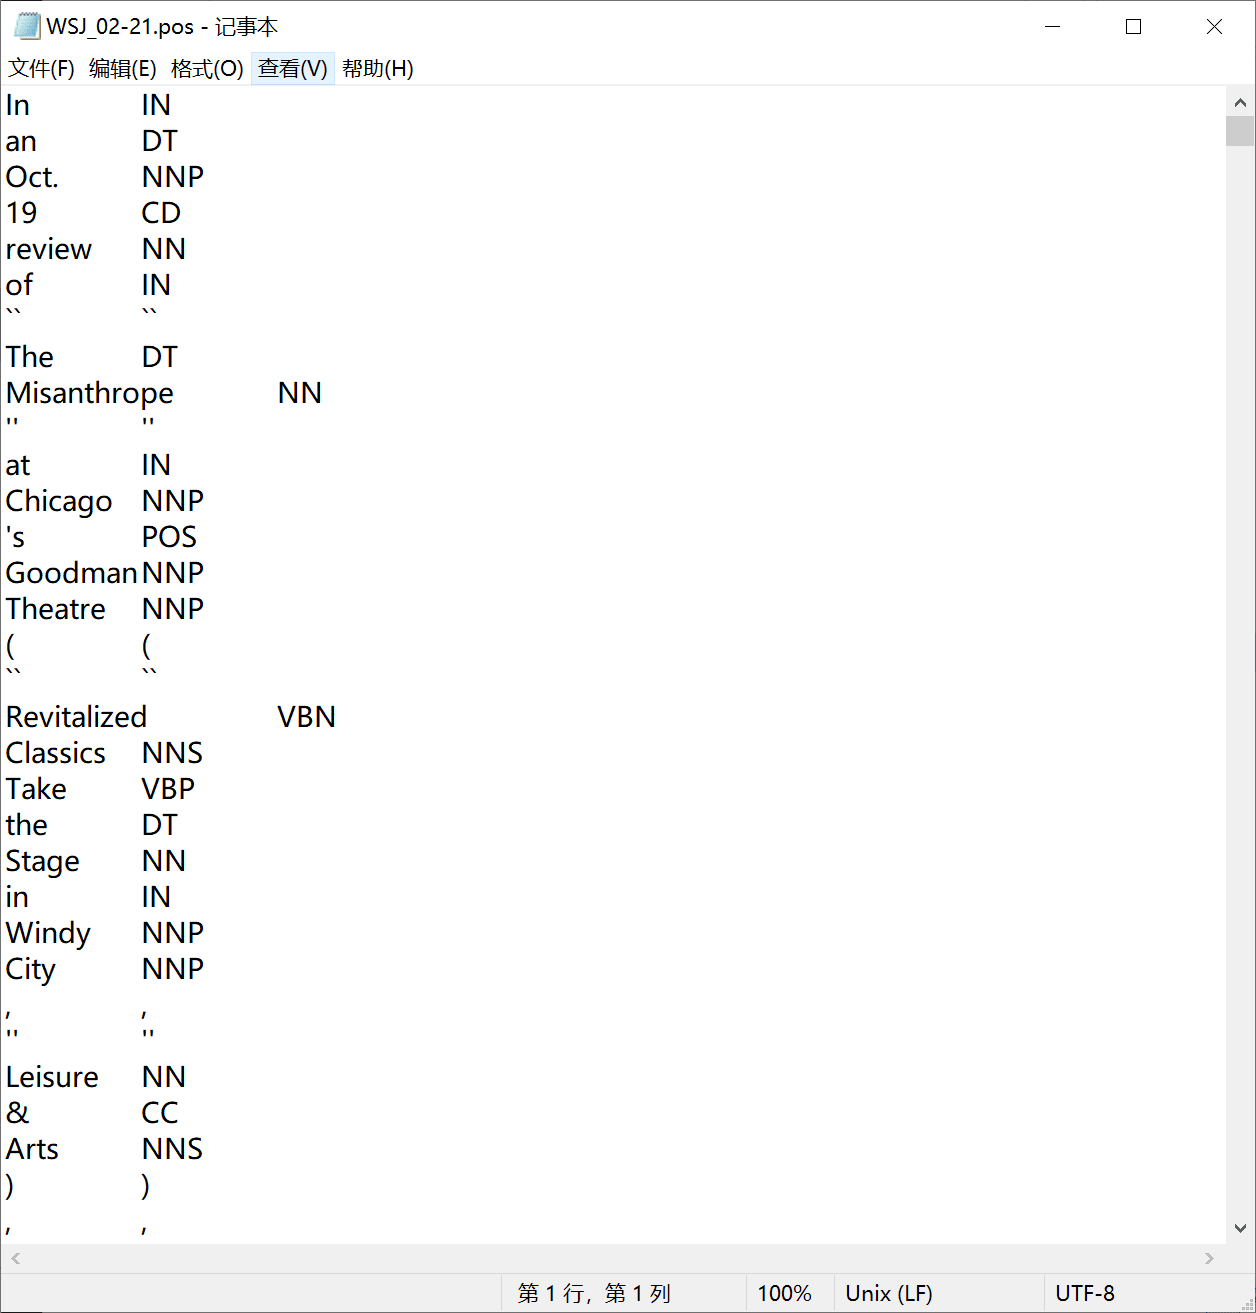 WSJ_02-21.pos - 记事本
文件(F) 编辑(E) 格式(O) 查看(V) 帮助(H)
In IN
an DT
Oct. NNP
19 CD
review NN
of IN
`` ``
The DT
Misanthrope NN
'' ''
at IN
Chicago NNP
's POS
Goodman NNP
Theatre NNP
( (
`` ``
Revitalized VBN
Classics NNS
Take VBP
the DT
Stage NN
in IN
Windy NNP
City NNP
, ,
'' ''
Leisure NN
& CC
Arts NNS
) )
, ,
第 1 行，第 1 列 100% Unix (LF) UTF-8